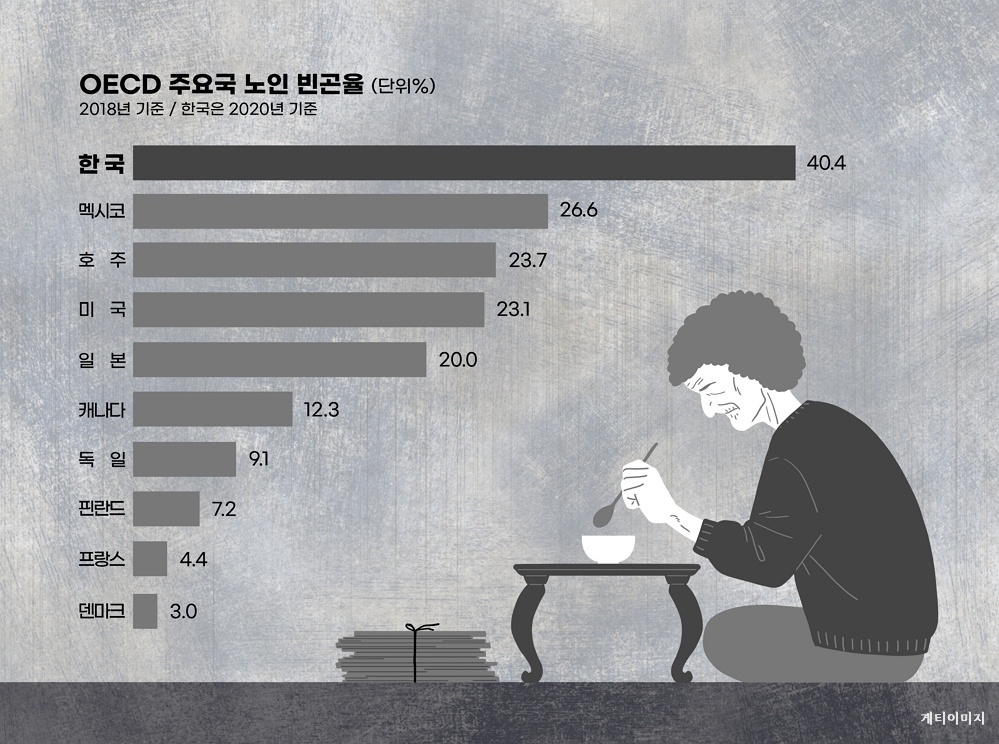 OECD 주요국 노인 빈곤율 (단위%)
2018년 기준 / 한국은 2020년 기준
한국 40.4
멕시코 26.6
호주 23.7
미국 23.1
일본 20.0
캐나다 12.3
독일 9.1
핀란드 7.2
프랑스 4.4
덴마크 3.0
게티이미지